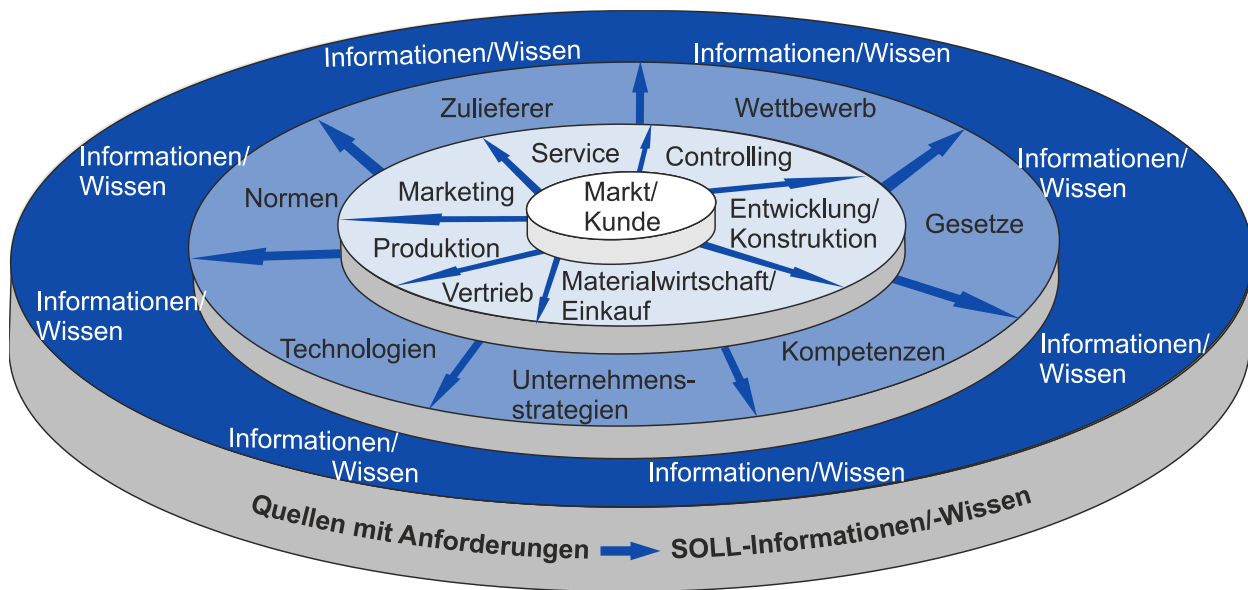 Informationen/Wissen
Informationen/Wissen
Zulieferer
Wettbewerb
Informationen/
Wissen
Service
Controlling
Informationen/
Wissen
Normen
Marketing
Markt/
Kunde
Entwicklung/
Konstruktion
Gesetze
Produktion
Vertrieb
Materialwirtschaft/
Einkauf
Informationen/
Wissen
Technologien
Unternehmens-
strategien
Kompetenzen
Informationen/
Wissen
Informationen/
Wissen
Informationen/Wissen
Quellen mit Anforderungen
SOLL-Informationen/-Wissen